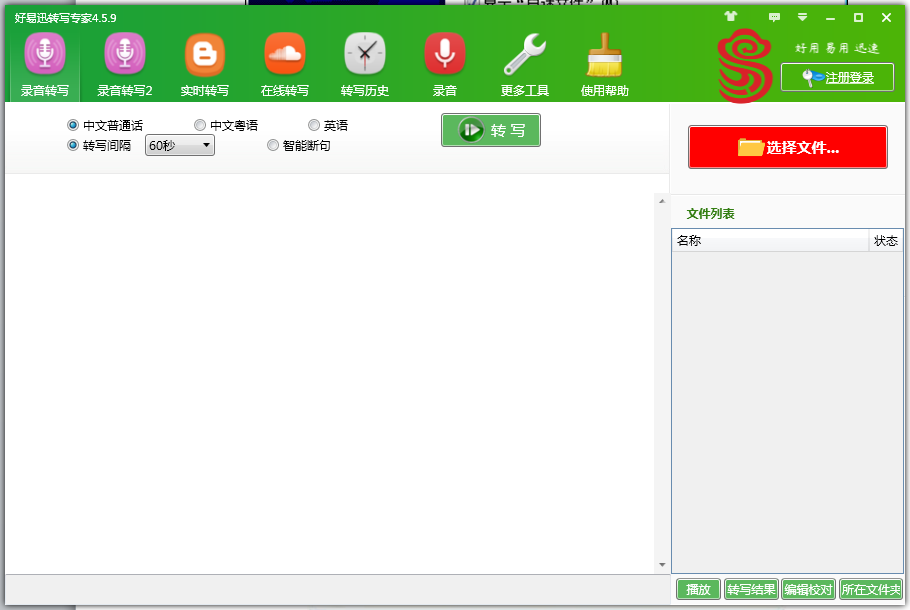 好易迅转写专家4.5.9
录音转写
录音转写2
实时转写
在线转写
转写历史
录音
更多工具
使用帮助
好用 易用 迅速
注册登录
中文普通话
中文粤语
英语
转写间隔
60秒
智能断句
转写
选择文件...
文件列表
名称
状态
播放
转写结果
编辑校对
所在文件夹